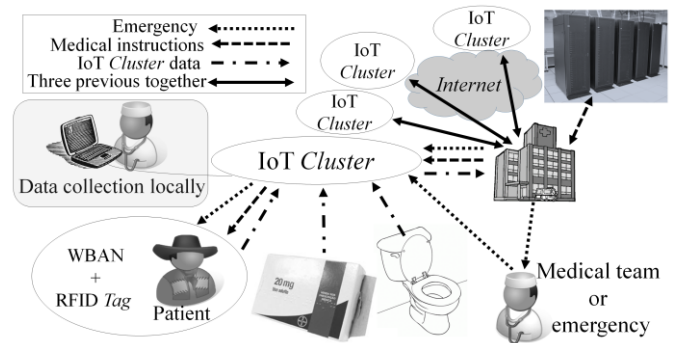 Emergency
Medical instructions
IoT Cluster data
Three previous together
IoT
Cluster
IoT
Cluster
IoT
Cluster
Internet
IoT Cluster
Data collection locally
WBAN
+
RFID Tag
Patient
20 mg
Medical team
or
emergency